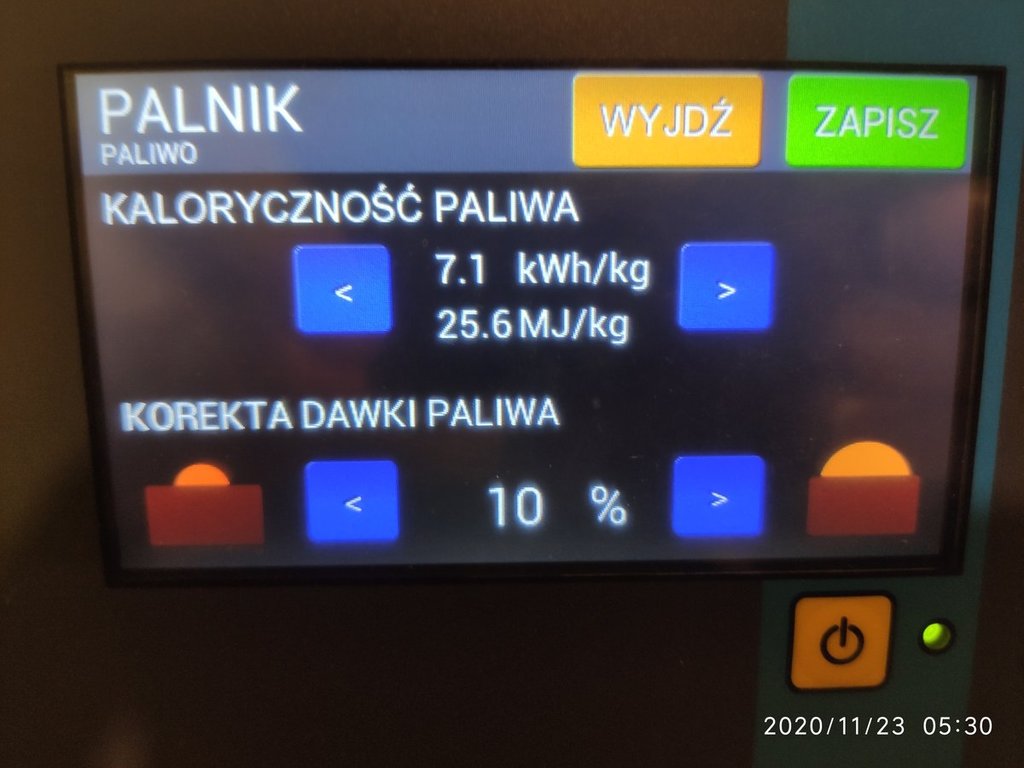 PALNIK
PALIWO
WYJDŹ
ZAPISZ
KALORYCZNOŚĆ PALIWA
< 7.1 kWh/kg >
25.6 MJ/kg
KOREKTA DAWKI PALIWA
< 10 % >
2020/11/23 05:30